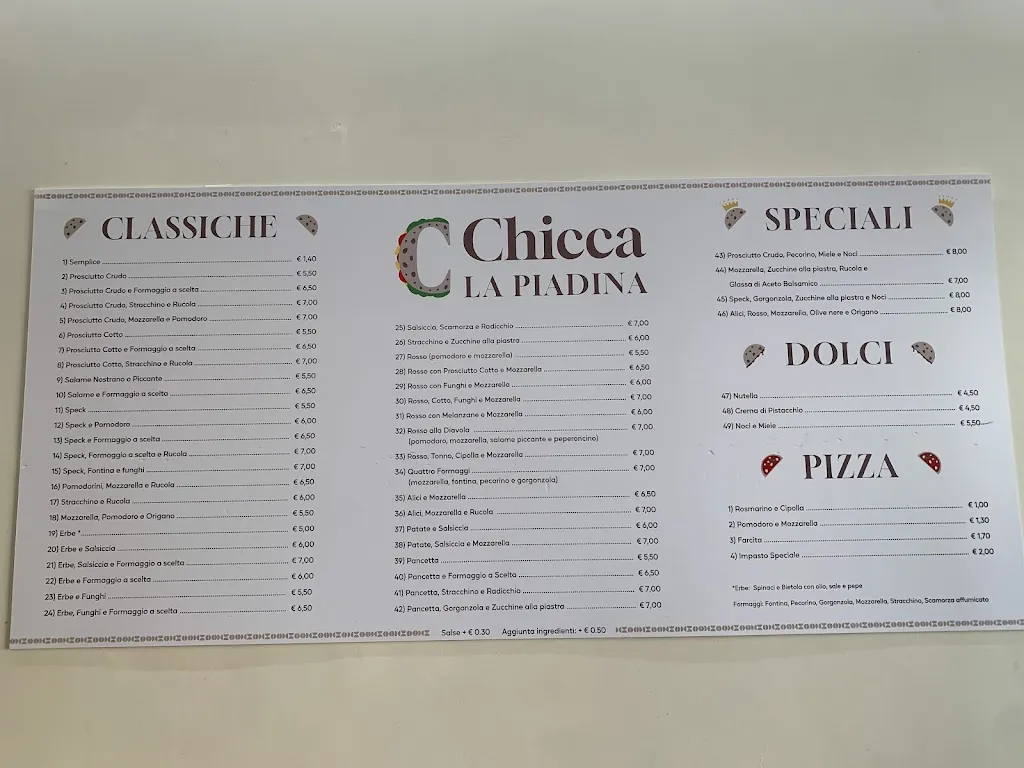 CLASSICHE
1) Semplice € 1,40
2) Prosciutto Crudo € 5,50
3) Prosciutto Crudo e Formaggio a scelta € 6,50
4) Prosciutto Crudo, Stracchino e Rucola € 7,00
5) Prosciutto Crudo, Mozzarella e Pomodoro € 7,00
6) Prosciutto Cotto € 5,50
7) Prosciutto Cotto e Formaggio a scelta € 6,50
8) Prosciutto Cotto, Stracchino e Rucola € 7,00
9) Salame Nostrano o Piccante € 5,50
10) Salame e Formaggio a scelta € 6,50
11) Speck € 5,50
12) Speck e Pomodoro € 6,00
13) Speck e Formaggio a scelta € 6,50
14) Speck, Formaggio a scelta e Rucola € 7,00
15) Speck, Fontina e funghi € 7,00
16) Pomodorini, Mozzarella e Rucola € 6,50
17) Stracchino e Rucola € 6,00
18) Mozzarella, Pomodoro e Origano € 5,50
19) Erbe * € 5,00
20) Erbe e Salsiccia € 6,00
21) Erbe, Salsiccia e Formaggio a scelta € 7,00
22) Erbe e Formaggio a scelta € 6,00
23) Erbe e Funghi € 5,50
24) Erbe, Funghi e Formaggio a scelta € 6,50
C Chicca
LA PIADINA
25) Salsiccia, Scamorza e Radicchio € 7,00
26) Stracchino e Zucchine alla piastra € 6,00
27) Rosso (pomodoro e mozzarella) € 5,50
28) Rosso con Prosciutto Cotto e Mozzarella € 6,50
29) Rosso con Funghi e Mozzarella € 6,00
30) Rosso, Cotto, Funghi e Mozzarella € 7,00
31) Rosso con Melanzane e Mozzarella € 6,00
32) Rosso alla Diavola € 7,00
(pomodoro, mozzarella, salame piccante e peperoncino)
33) Rosso, Tonno, Cipolla e Mozzarella € 7,00
34) Quattro Formaggi € 7,00
(mozzarella, fontina, pecorino e gorgonzola)
35) Alici e Mozzarella € 6,50
36) Alici, Mozzarella e Rucola € 7,00
37) Patate e Salsiccia € 6,00
38) Patate, Salsiccia e Mozzarella € 7,00
39) Pancetta € 5,50
40) Pancetta e Formaggio a Scelta € 6,50
41) Pancetta, Stracchino e Radicchio € 7,00
42) Pancetta, Gorgonzola e Zucchine alla piastra € 7,00
Salse + € 0.30 Aggiunta ingredienti: + € 0.50
SPECIALI
43) Prosciutto Crudo, Pecorino, Miele e Noci € 8,00
44) Mozzarella, Zucchine alla piastra, Rucola e
Glassa di Aceto Balsamico € 7,00
45) Speck, Gorgonzola, Zucchine alla piastra e Noci € 8,00
46) Alici, Rosso, Mozzarella, Olive nere e Origano € 8,00
DOLCI
47) Nutella € 4,50
48) Crema di Pistacchio € 4,50
49) Noci e Miele € 5,50
PIZZA
1) Rosmarino e Cipolla € 1,00
2) Pomodoro e Mozzarella € 1,30
3) Farcita € 1,70
4) Impasto Speciale € 2,00
*Erbe: Spinaci e Bietola con olio, sale e pepe
Formaggi: Fontina, Pecorino, Gorgonzola, Mozzarella, Stracchino, Scamorza affumicato